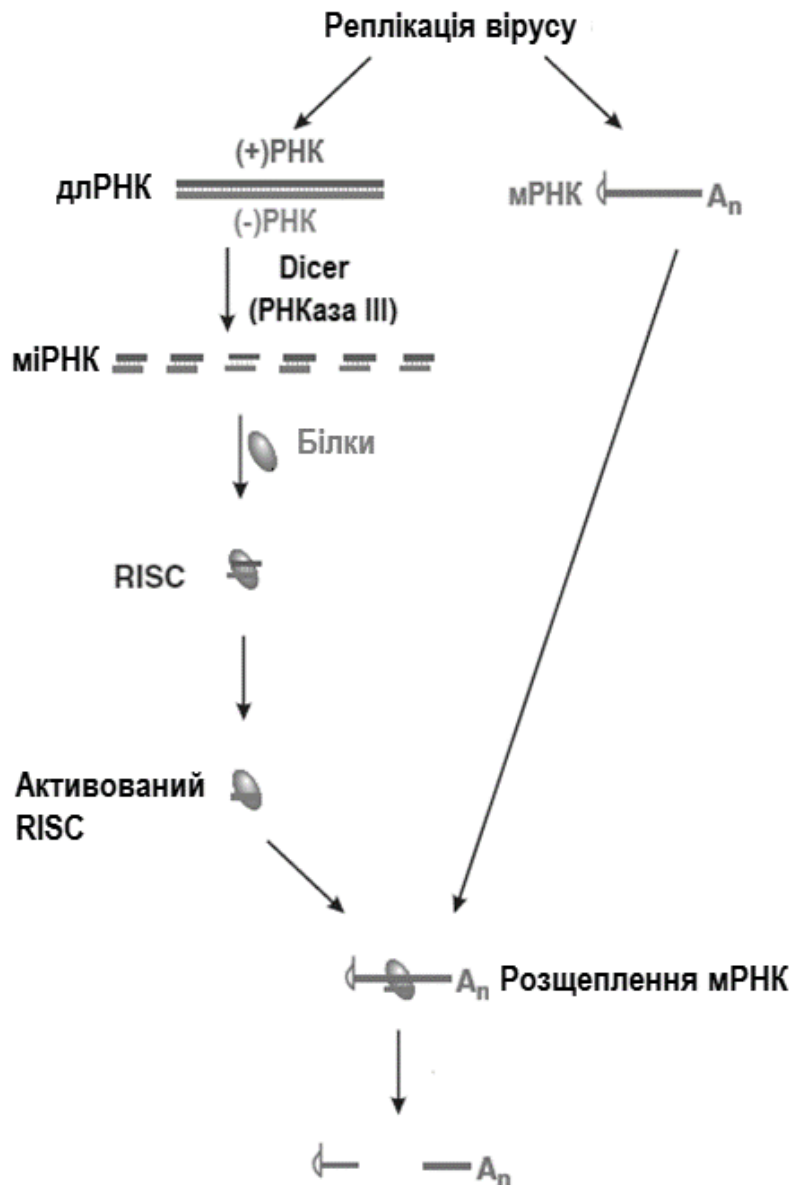 Реплікація вірусу
(+)РНК
длРНК
(-)РНК
мРНК
An
Dicer
(РНКаза III)
міРНК
Білки
RISC
Активований
RISC
An Розщеплення мРНК
An